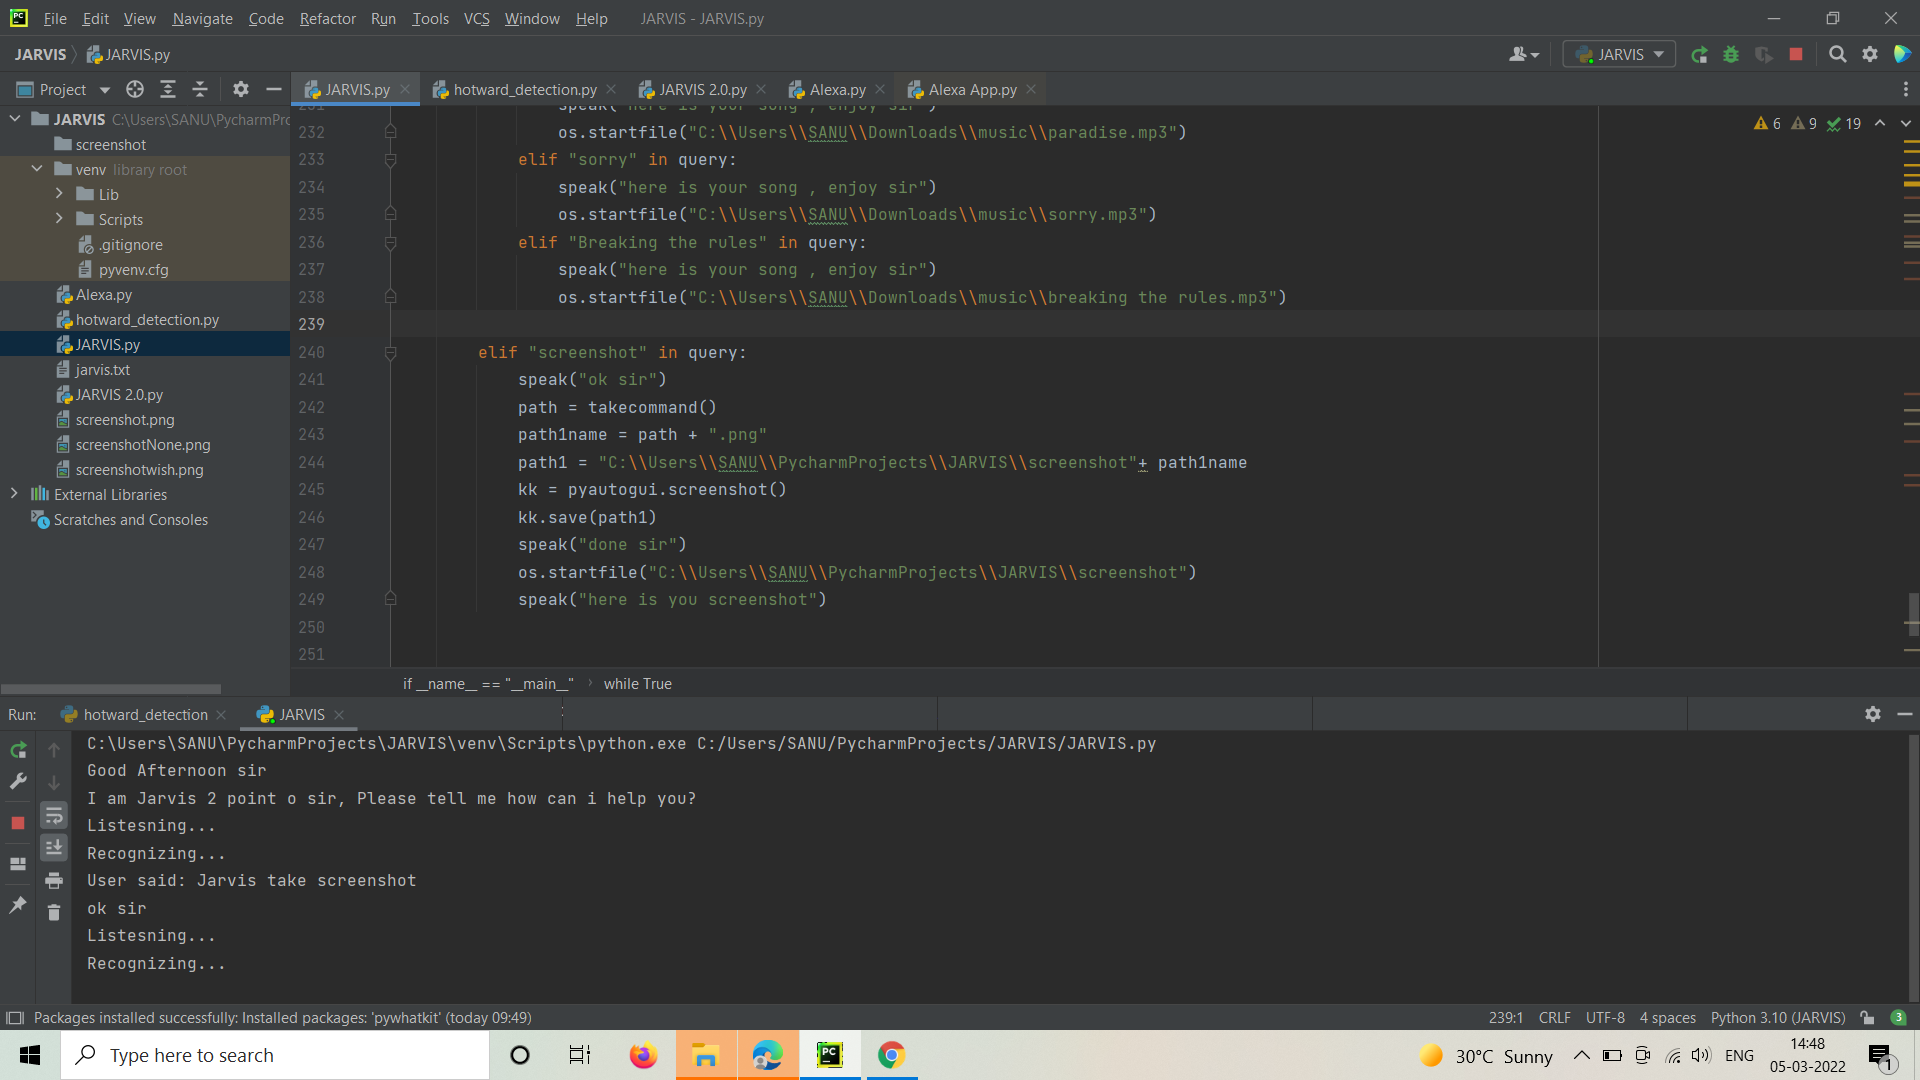 File Edit View Navigate Code Refactor Run Tools VCS Window Help JARVIS - JARVIS.py
JARVIS JARVIS.py
JARVIS
Project
JARVIS.py hotward_detection.py JARVIS 2.0.py Alexa.py Alexa App.py
JARVIS C:\Users\SANU\PycharmPro
screenshot
venv library root
Lib
Scripts
.gitignore
pyvenv.cfg
Alexa.py
hotward_detection.py
JARVIS.py
jarvis.txt
JARVIS 2.0.py
screenshot.png
screenshotNone.png
screenshotwish.png
External Libraries
Scratches and Consoles
6 9 19
231 speak("here is your song , enjoy sir")
232 os.startfile("C:\\Users\\SANU\\Downloads\\music\\paradise.mp3")
233 elif "sorry" in query:
234 speak("here is your song , enjoy sir")
235 os.startfile("C:\\Users\\SANU\\Downloads\\music\\sorry.mp3")
236 elif "Breaking the rules" in query:
237 speak("here is your song , enjoy sir")
238 os.startfile("C:\\Users\\SANU\\Downloads\\music\\breaking the rules.mp3")
239
240 elif "screenshot" in query:
241 speak("ok sir")
242 path = takecommand()
243 path1name = path + ".png"
244 path1 = "C:\\Users\\SANU\\PycharmProjects\\JARVIS\\screenshot"+ path1name
245 kk = pyautogui.screenshot()
246 kk.save(path1)
247 speak("done sir")
248 os.startfile("C:\\Users\\SANU\\PycharmProjects\\JARVIS\\screenshot")
249 speak("here is you screenshot")
250
251
if __name__ == "__main__" while True
Run: hotward_detection JARVIS
C:\Users\SANU\PycharmProjects\JARVIS\venv\Scripts\python.exe C:/Users/SANU/PycharmProjects/JARVIS/JARVIS.py
Good Afternoon sir
I am Jarvis 2 point o sir, Please tell me how can i help you?
Listesning...
Recognizing...
User said: Jarvis take screenshot
ok sir
Listesning...
Recognizing...
Packages installed successfully: Installed packages: 'pywhatkit' (today 09:49)
239:1 CRLF UTF-8 4 spaces Python 3.10 (JARVIS) 3
Type here to search
30°C Sunny ENG
14:48
05-03-2022
1